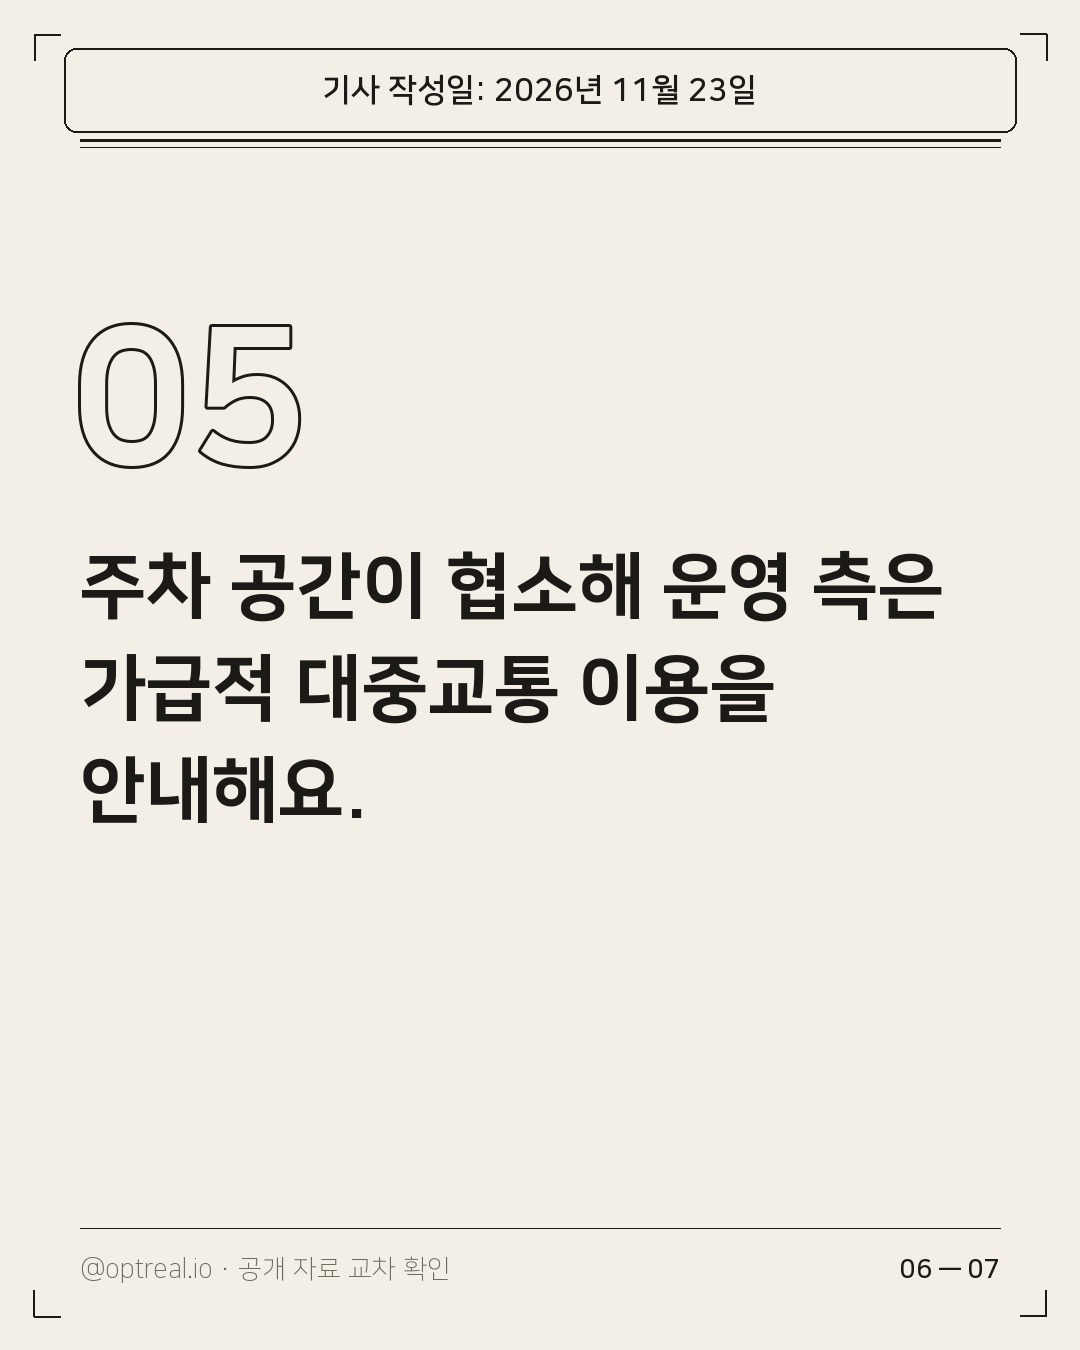 기사 작성일: 2026년 11월 23일
05
주차 공간이 협소해 운영 측은
가급적 대중교통 이용을
안내해요.
@optreal.io · 공개 자료 교차 확인
06 — 07